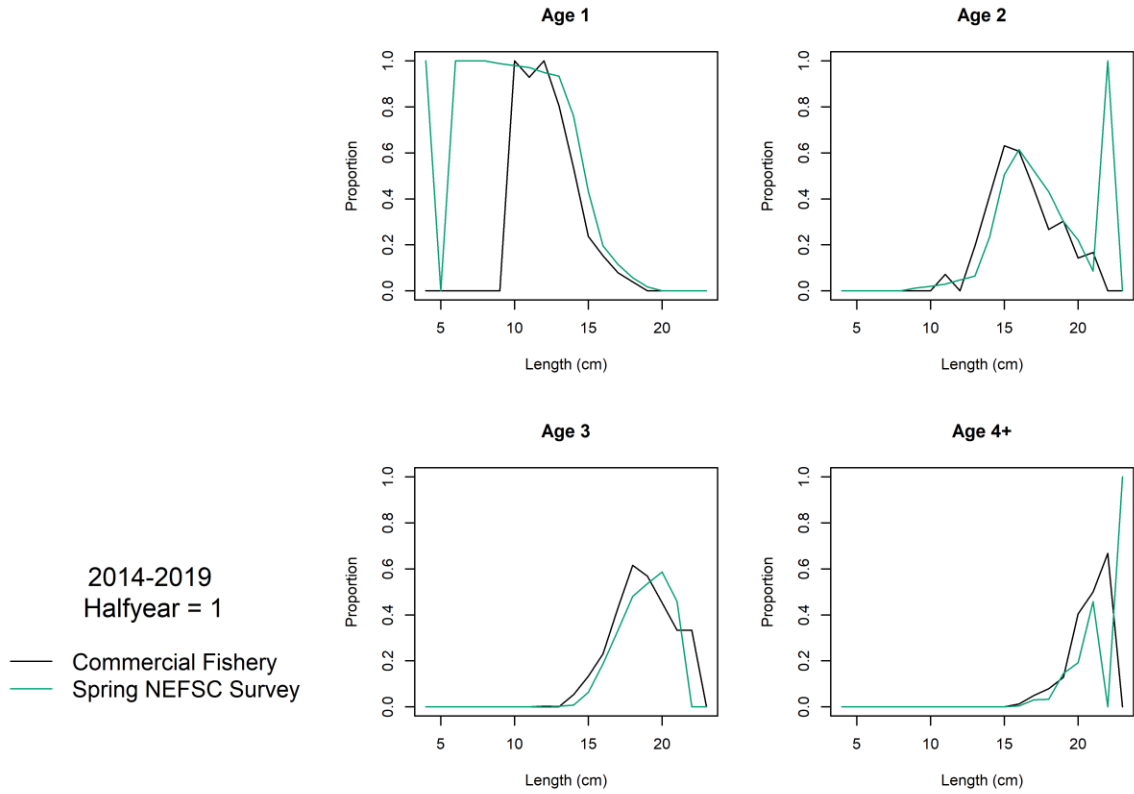 Age 1
Proportion
0.0 0.2 0.4 0.6 0.8 1.0
5 10 15 20
Length (cm)
Age 2
Proportion
0.0 0.2 0.4 0.6 0.8 1.0
5 10 15 20
Length (cm)
2014-2019
Halfyear = 1
Commercial Fishery
Spring NEFSC Survey
Age 3
Proportion
0.0 0.2 0.4 0.6 0.8 1.0
5 10 15 20
Length (cm)
Age 4+
Proportion
0.0 0.2 0.4 0.6 0.8 1.0
5 10 15 20
Length (cm)